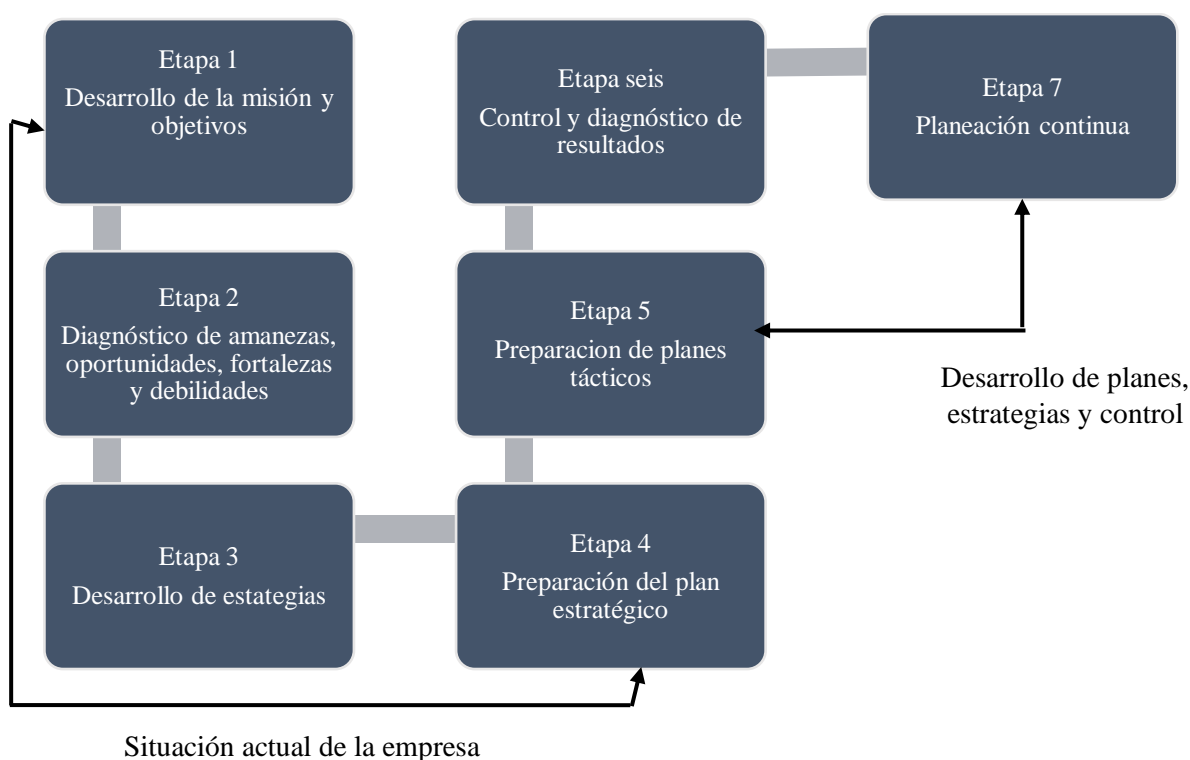 Etapa 1
Desarrollo de la misión y
objetivos
Etapa 2
Diagnóstico de amanezas,
oportunidades, fortalezas
y debilidades
Etapa 3
Desarrollo de estategias
Etapa 4
Preparación del plan
estratégico
Etapa 5
Preparacion de planes
tácticos
Etapa seis
Control y diagnóstico de
resultados
Etapa 7
Planeación continua
Desarrollo de planes,
estrategias y control
Situación actual de la empresa